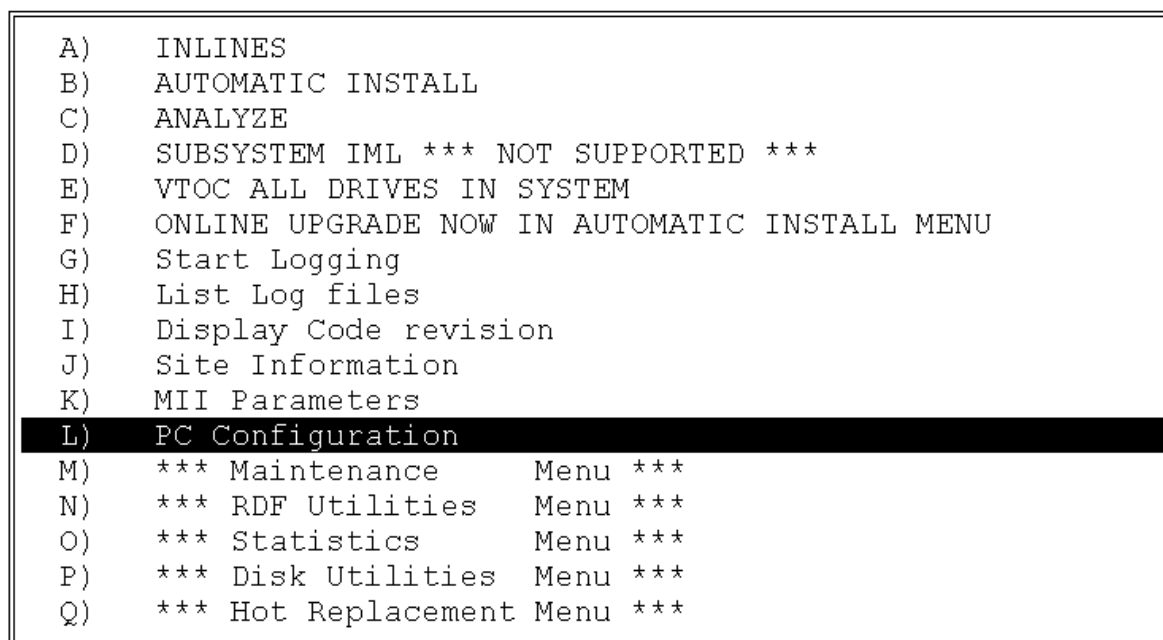 A) INLINES
B) AUTOMATIC INSTALL
C) ANALYZE
D) SUBSYSTEM IML *** NOT SUPPORTED ***
E) VTOC ALL DRIVES IN SYSTEM
F) ONLINE UPGRADE NOW IN AUTOMATIC INSTALL MENU
G) Start Logging
H) List Log files
I) Display Code revision
J) Site Information
K) MII Parameters
L) PC Configuration
M) *** Maintenance Menu ***
N) *** RDF Utilities Menu ***
O) *** Statistics Menu ***
P) *** Disk Utilities Menu ***
Q) *** Hot Replacement Menu ***